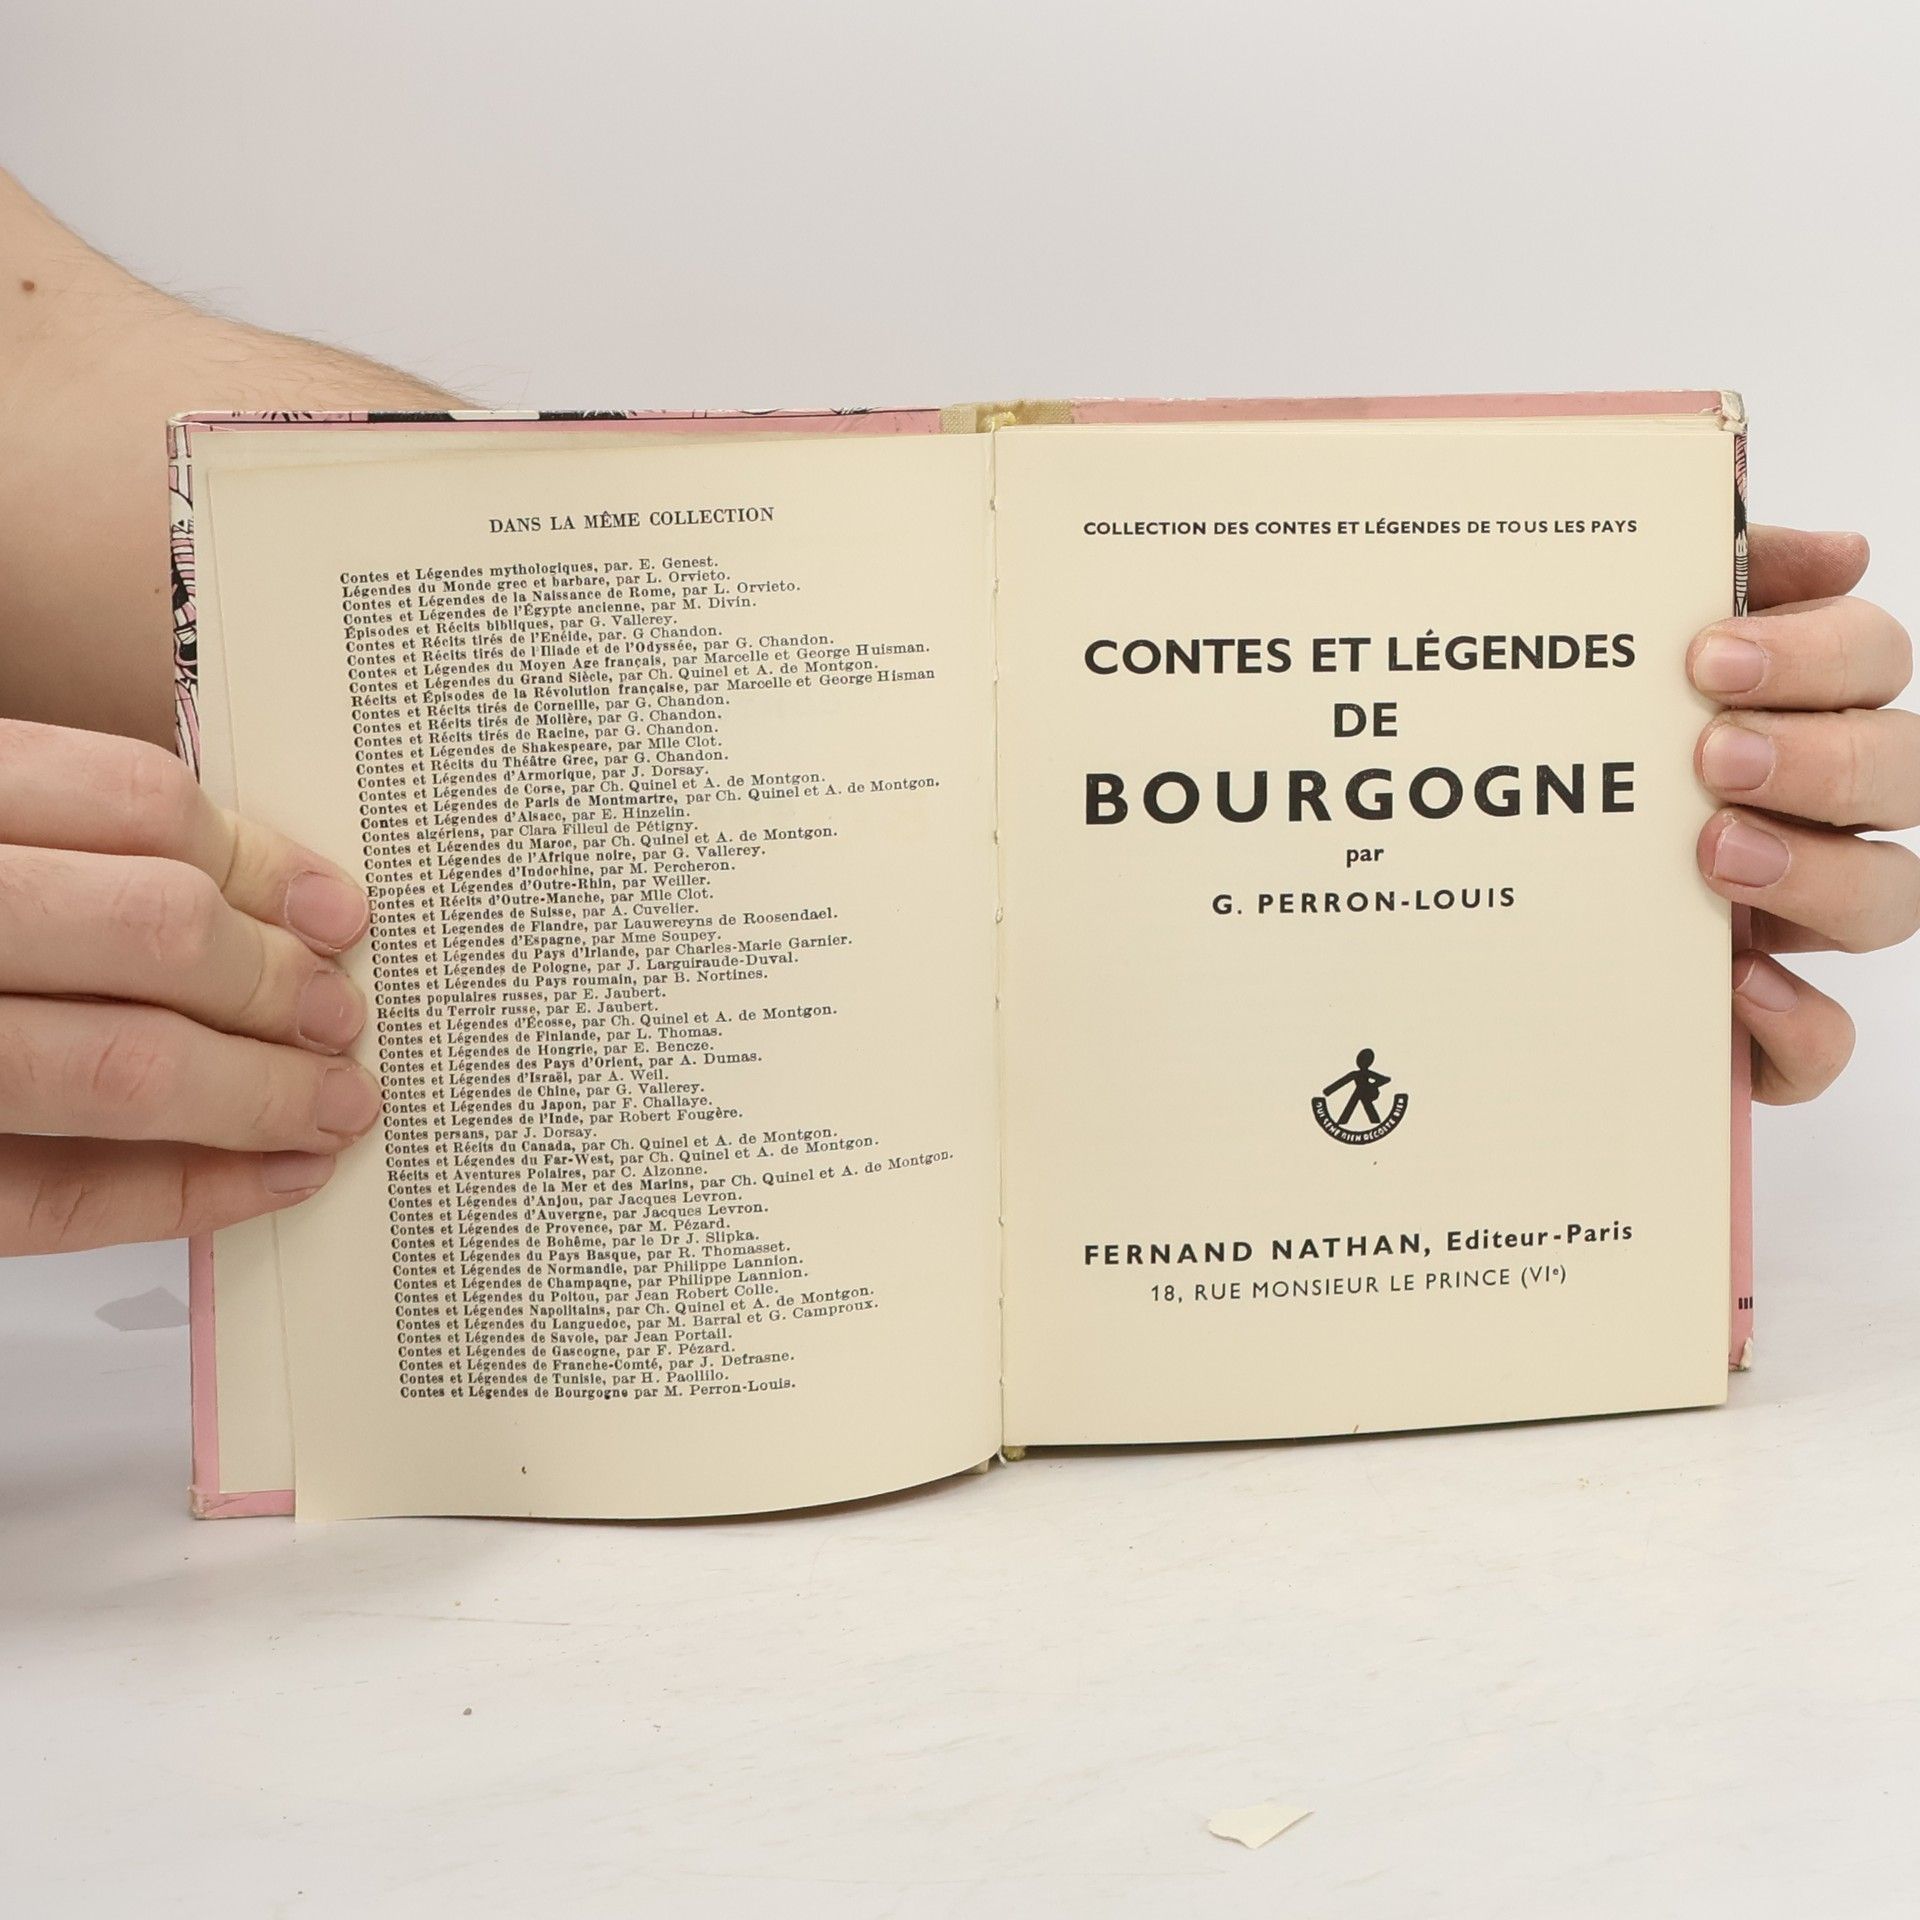 DANS LA MÊME COLLECTION
Contes et Légendes mythologiques, par. E. Genest.
Légendes du Monde grec et barbare, par L. Orvieto.
Contes et Légendes de la Naissance de Rome, par L. Orvieto.
Contes et Légendes de l'Égypte ancienne, par M. Divin.
Épisodes et Récits bibliques, par G. Vallerey.
Contes et Récits tirés de l'Enéide, par. G Chandon.
Contes et Récits tirés de l'Iliade et de l'Odyssée, par G. Chandon.
Contes et Légendes du Moyen Age français, par Marcelle et George Huisman.
Contes et Légendes du Grand Siècle, par Ch. Quinel et A. de Montgon.
Récits et Épisodes de la Révolution française, par Marcelle et George Hisman
Contes et Récits tirés de Corneille, par G. Chandon.
Contes et Récits tirés de Molière, par G. Chandon.
Contes et Récits tirés de Racine, par G. Chandon.
Contes et Légendes de Shakespeare, par Mlle Clot.
Contes et Récits du Théâtre Grec, par G. Chandon.
Contes et Légendes d'Armorique, par J. Dorsay.
Contes et Légendes de Corse, par Ch. Quinel et A. de Montgon.
Contes et Légendes de Paris de Montmartre, par Ch. Quinel et A. de Montgon.
Contes et Légendes d'Alsace, par E. Hinzelin.
Contes algériens, par Clara Filleul de Pétigny.
Contes et Légendes du Maroc, par Ch. Quinel et A. de Montgon.
Contes et Légendes de l'Afrique noire, par G. Vallerey.
Contes et Légendes d'Indochine, par M. Percheron.
Epopées et Légendes d'Outre-Rhin, par Weiller.
Contes et Récits d'Outre-Manche, par Mlle Clot.
Contes et Légendes de Suisse, par A. Cuvelier.
Contes et Legendes de Flandre, par Lauwereyns de Roosendael.
Contes et Légendes d'Espagne, par Mme Soupey.
Contes et Légendes du Pays d'Irlande, par Charles-Marie Garnier.
Contes et Légendes de Pologne, par J. Larguiraude-Duval.
Contes et Légendes du Pays roumain, par B. Nortines.
Contes populaires russes, par E. Jaubert.
Récits du Terroir russe, par E. Jaubert.
Contes et Légendes d'Écosse, par Ch. Quinel et A. de Montgon.
Contes et Légendes de Finlande, par L. Thomas.
Contes et Légendes de Hongrie, par E. Bencze.
Contes et Légendes des Pays d'Orient, par A. Dumas.
Contes et Légendes d'Israël, par A. Weil.
Contes et Légendes de Chine, par G. Vallerey.
Contes et Légendes du Japon, par F. Challaye.
Contes et Legendes de l'Inde, par Robert Fougère.
Contes persans, par J. Dorsay.
Contes et Récits du Canada, par Ch. Quinel et A. de Montgon.
Contes et Légendes du Far-West, par Ch. Quinel et A. de Montgon.
Récits et Aventures Polaires, par C. Alzonne.
Contes et Légendes de la Mer et des Marins, par Ch. Quinel et A. de Montgon.
Contes et Légendes d'Anjou, par Jacques Levron.
Contes et Légendes d'Auvergne, par Jacques Levron.
Contes et Légendes de Provence, par M. Pézard.
Contes et Légendes de Bohême, par le Dr J. Slipka.
Contes et Légendes du Pays Basque, par R. Thomasset.
Contes et Légendes de Normandie, par Philippe Lannion.
Contes et Légendes de Champagne, par Philippe Lannion.
Contes et Légendes du Poitou, par Jean Robert Colle.
Contes et Légendes Napolitains, par Ch. Quinel et A. de Montgon.
Contes et Légendes du Languedoc, par M. Barral et G. Camproux.
Contes et Légendes de Savoie, par Jean Portail.
Contes et Légendes de Gascogne, par F. Pézard.
Contes et Légendes de Franche-Comté, par J. Defrasne.
Contes et Légendes de Tunisie, par H. Paollilo.
Contes et Légendes de Bourgogne par M. Perron-Louis.
COLLECTION DES CONTES ET LÉGENDES DE TOUS LES PAYS
CONTES ET LÉGENDES
DE
BOURGOGNE
par
G. PERRON-LOUIS
QUI SÈME BIEN RÉCOLTE BIEN
FERNAND NATHAN, Editeur-Paris
18, RUE MONSIEUR LE PRINCE (VIe)